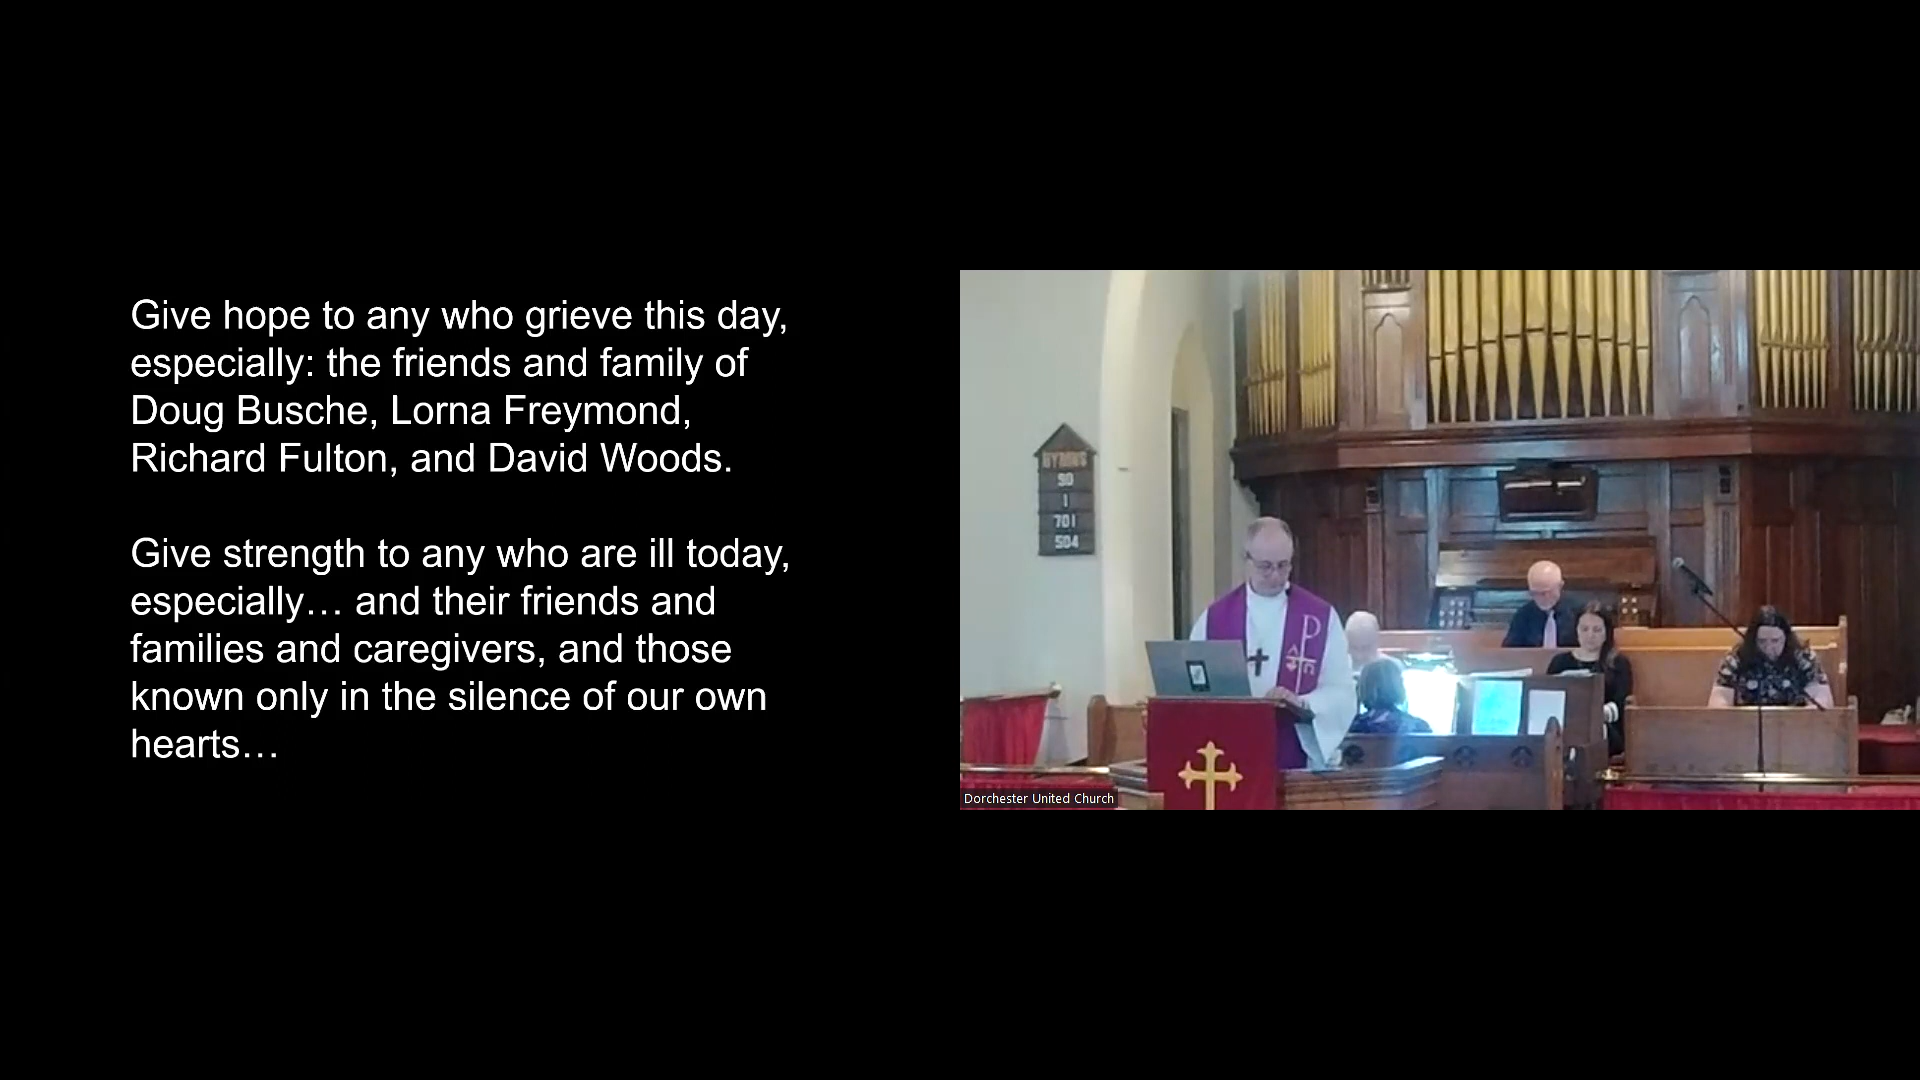 Give hope to any who grieve this day,
especially: the friends and family of
Doug Busche, Lorna Freymond,
Richard Fulton, and David Woods.
Give strength to any who are ill today,
especially… and their friends and
families and caregivers, and those
known only in the silence of our own
hearts…
HYMNS
90
1
701
504
Dorchester United Church